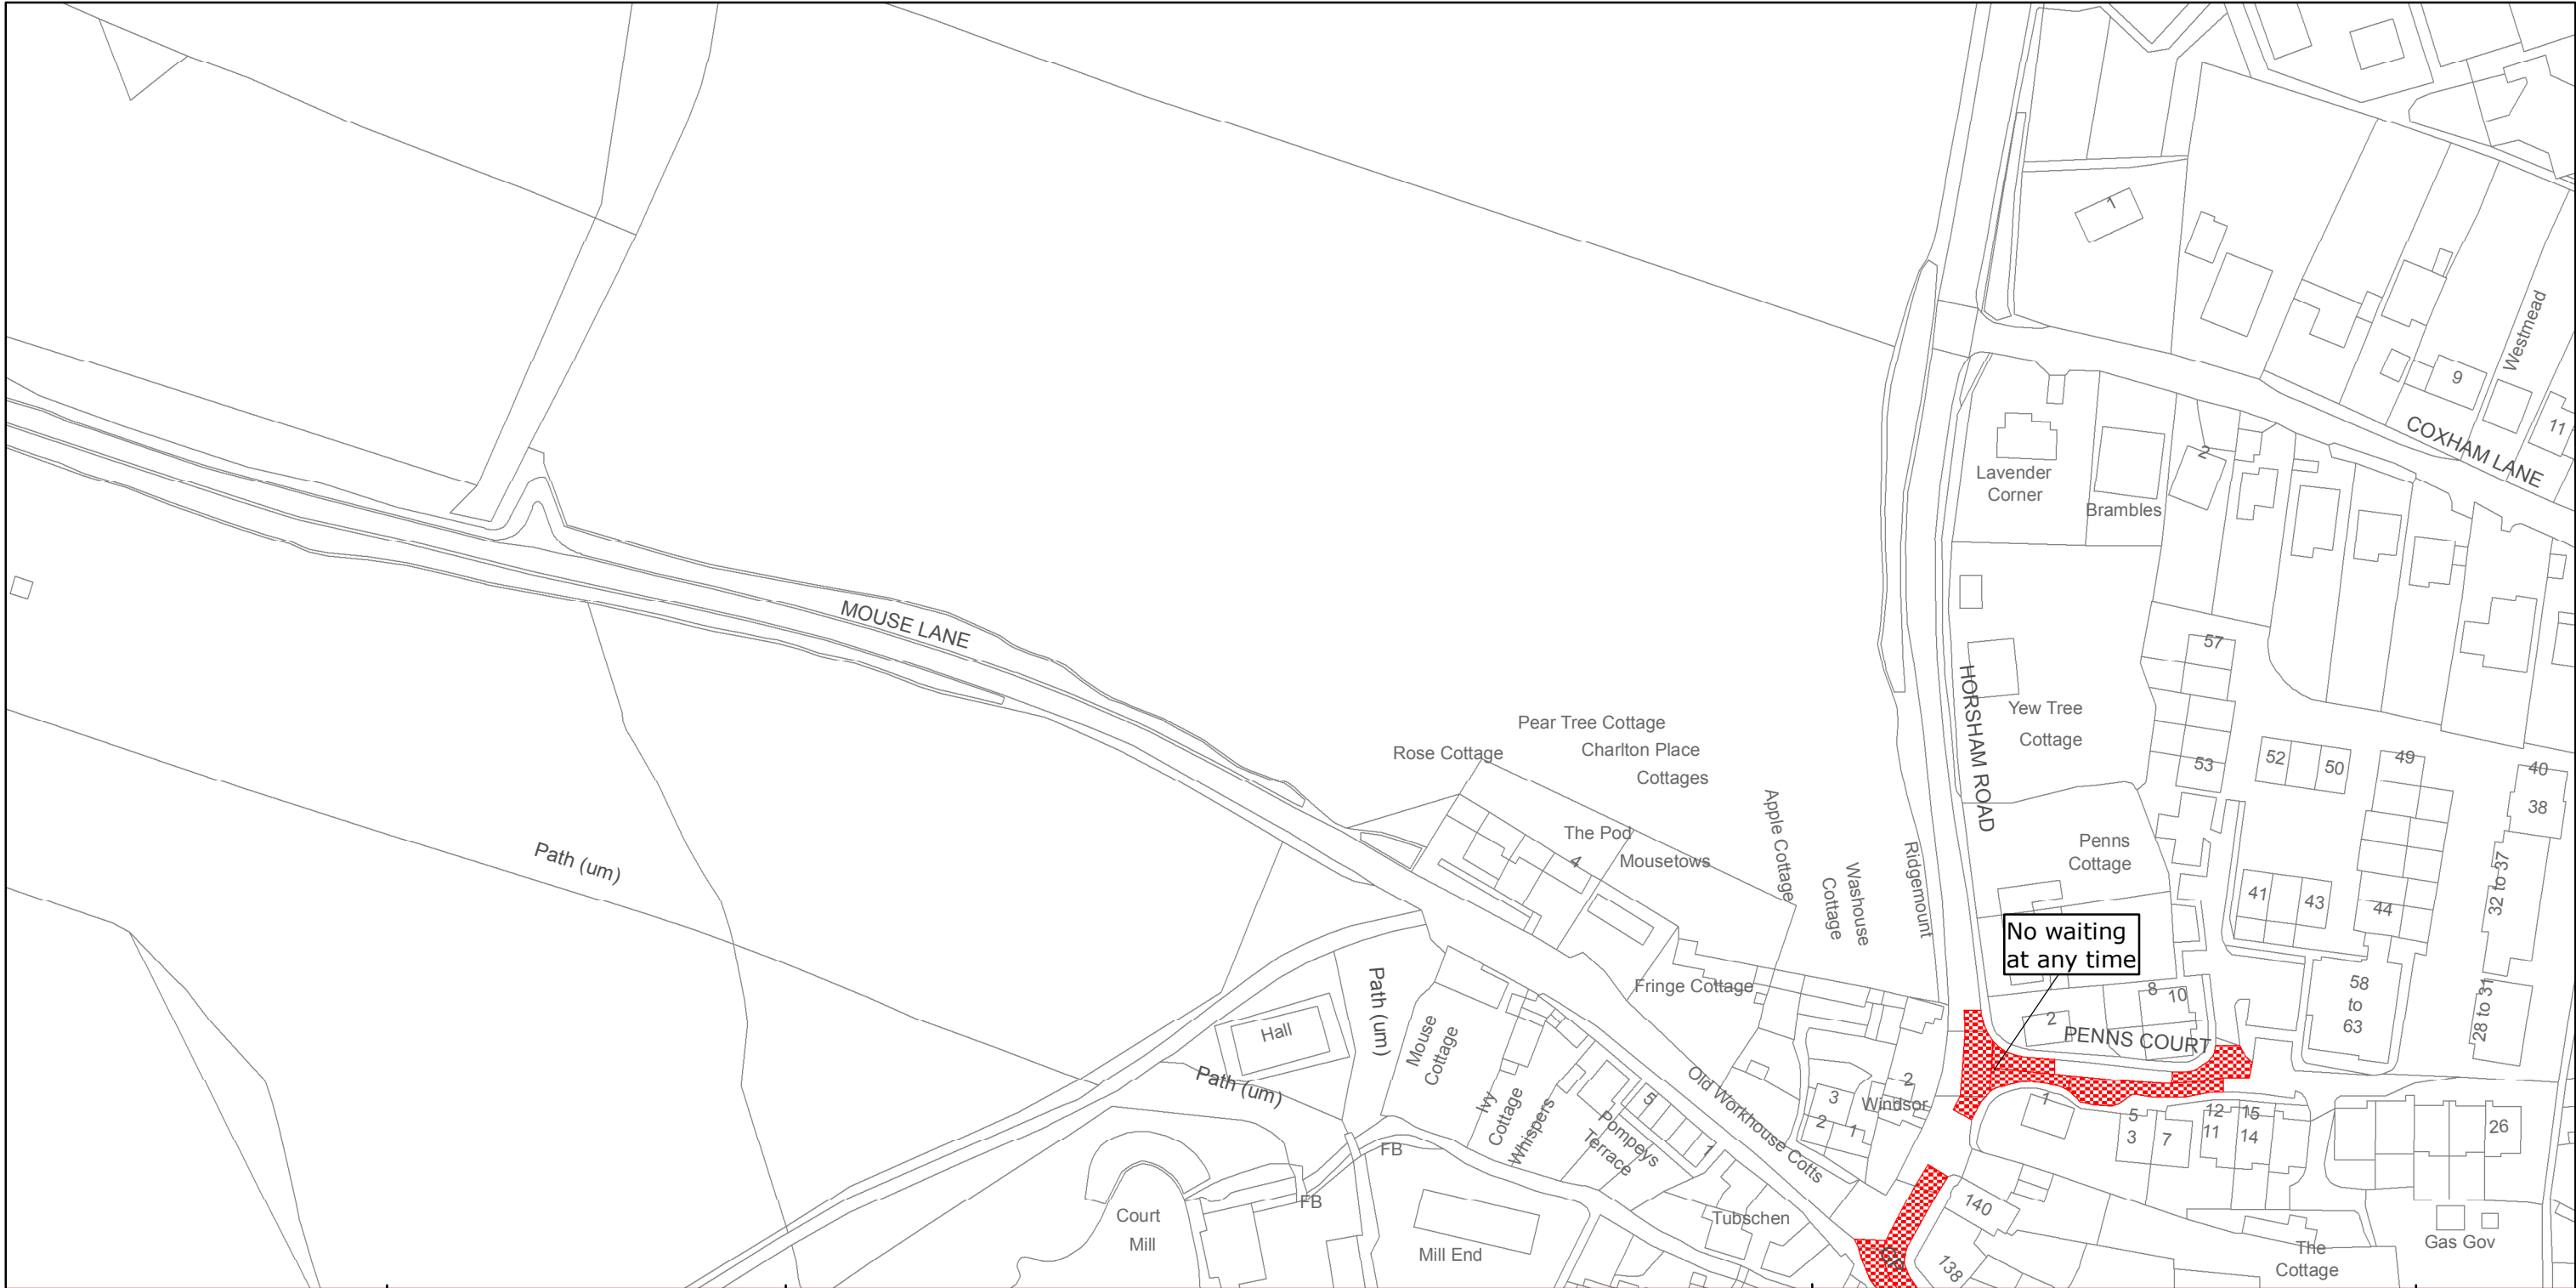 1
Westmead
9
11
COXHAM LANE
Lavender
Corner
Brambles
2
MOUSE LANE
HORSHAM ROAD
57
53
52
50
49
40
38
Yew Tree
Cottage
Pear Tree Cottage
Rose Cottage
Charlton Place
Cottages
The Pod
4
Mousetows
Apple Cottage
Washouse
Cottage
Ridgemount
Penns
Cottage
41
43
44
32 to 37
Path (um)
No waiting
at any time
Fringe Cottage
8
10
2
PENNS COURT
58
to
63
28 to 31
Hall
Path (um)
Path (um)
Mouse
Cottage
Ivy
Cottage
Whispers
5
Pompeys
Terrace
1
Old Workhouse Cotts
3
2
1
2
Windsor
1
5
3
7
12
11
15
14
26
FB
FB
Court
Mill
Mill End
Tubschen
140
138
The
Cottage
Gas Gov